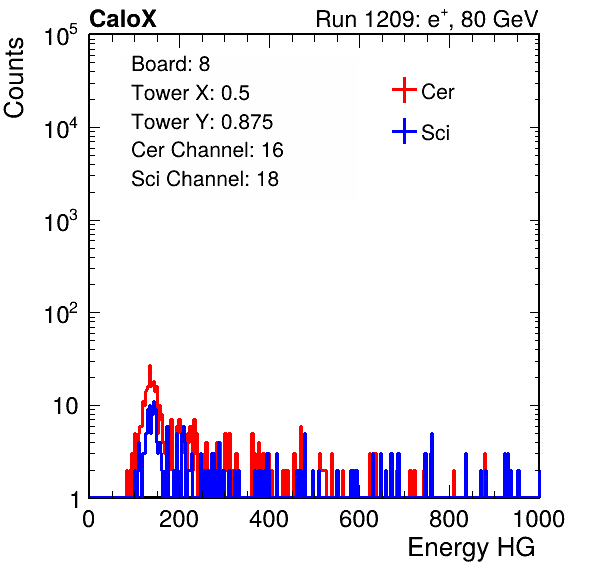 CaloX Run 1209: e⁺, 80 GeV
Counts
Board: 8
Tower X: 0.5
Tower Y: 0.875
Cer Channel: 16
Sci Channel: 18
Cer
Sci
10⁵
10⁴
10³
10²
10
1
0 200 400 600 800 1000
Energy HG